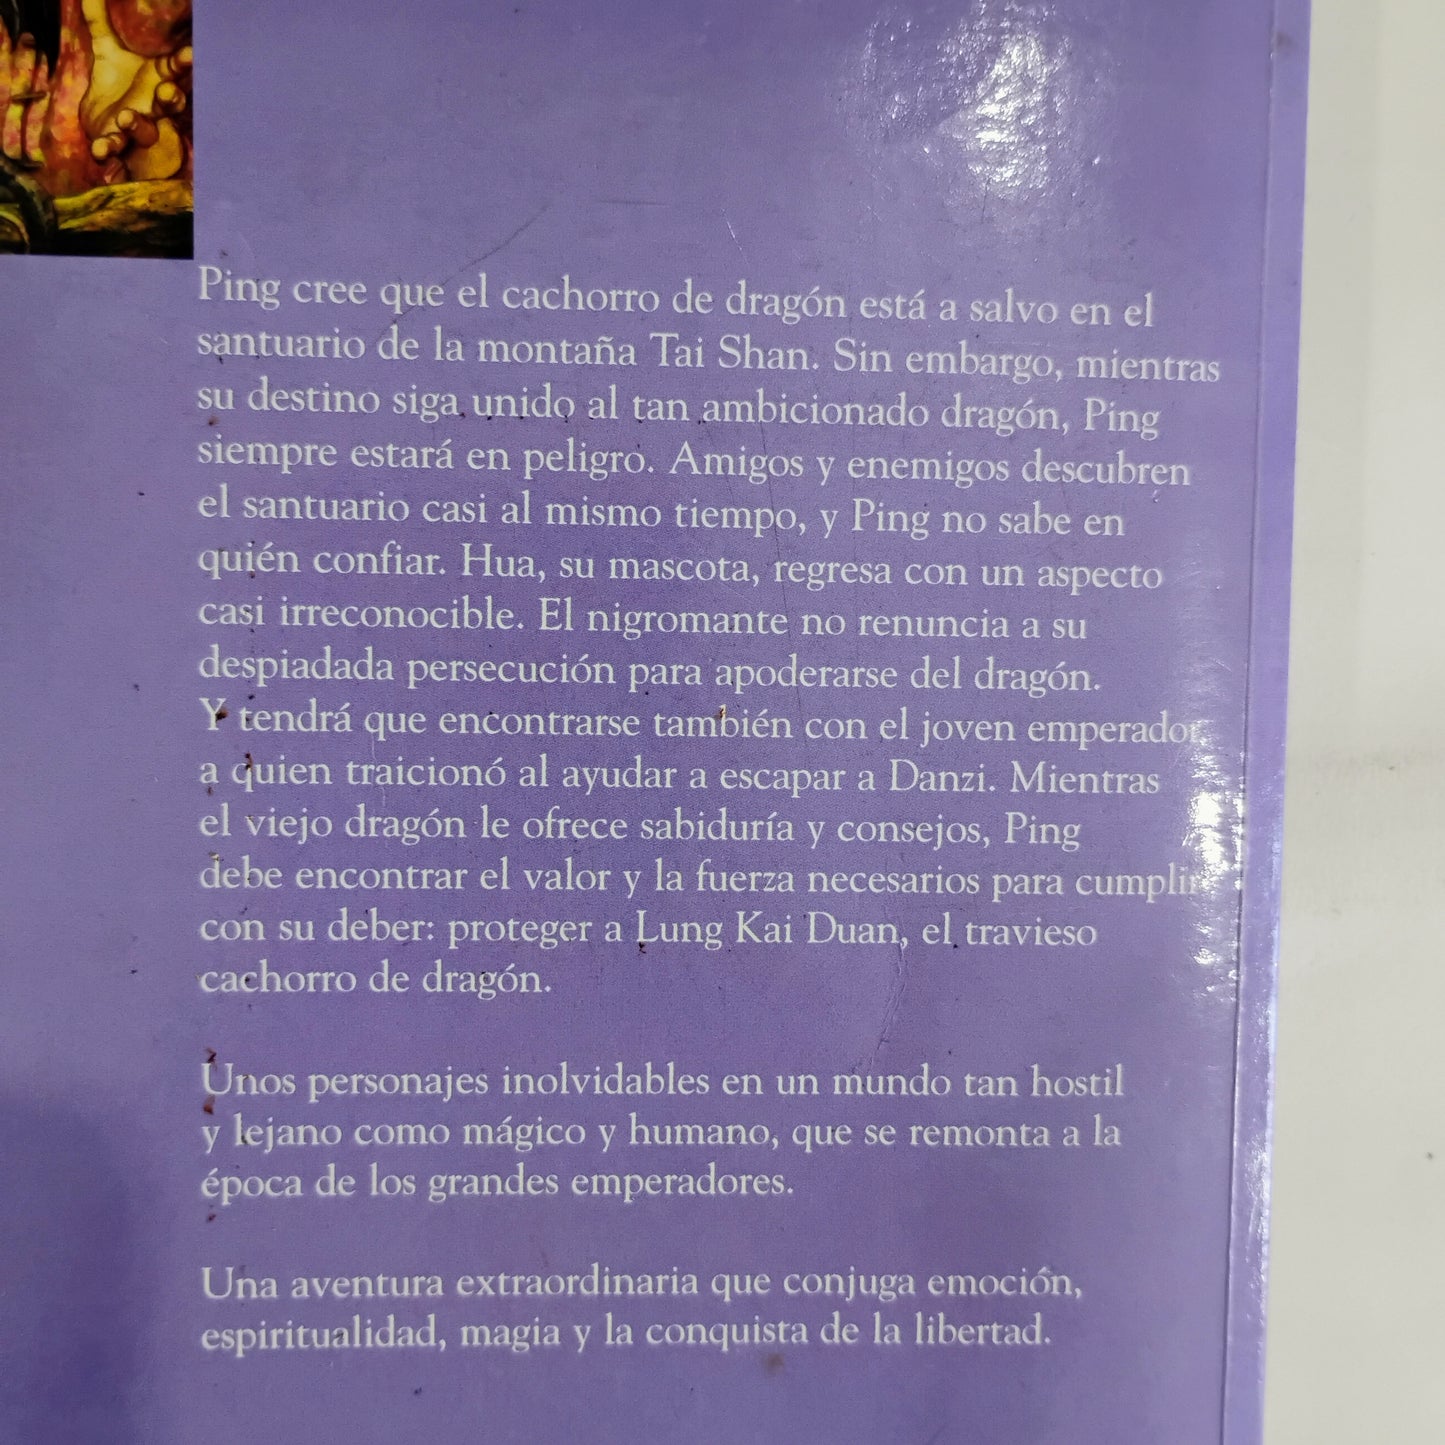 Ping cree que el cachorro de dragón está a salvo en el
santuario de la montaña Tai Shan. Sin embargo, mientras
su destino siga unido al tan ambicionado dragón, Ping
siempre estará en peligro. Amigos y enemigos descubren
el santuario casi al mismo tiempo, y Ping no sabe en
quién confiar. Hua, su mascota, regresa con un aspecto
casi irreconocible. El nigromante no renuncia a su
despiadada persecución para apoderarse del dragón.
Y tendrá que encontrarse también con el joven emperador,
a quien traicionó al ayudar a escapar a Danzi. Mientras
el viejo dragón le ofrece sabiduría y consejos, Ping
debe encontrar el valor y la fuerza necesarios para cumplir
con su deber: proteger a Lung Kai Duan, el travieso
cachorro de dragón.
Unos personajes inolvidables en un mundo tan hostil
y lejano como mágico y humano, que se remonta a la
época de los grandes emperadores.
Una aventura extraordinaria que conjuga emoción,
espiritualidad, magia y la conquista de la libertad.